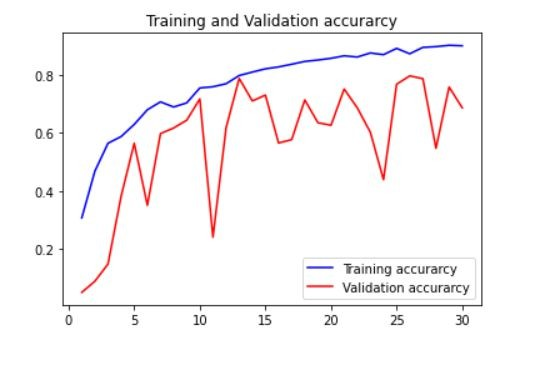 Training and Validation accurarcy
0.8
0.6
0.4
0.2
Training accurarcy
Validation accurarcy
0 5 10 15 20 25 30